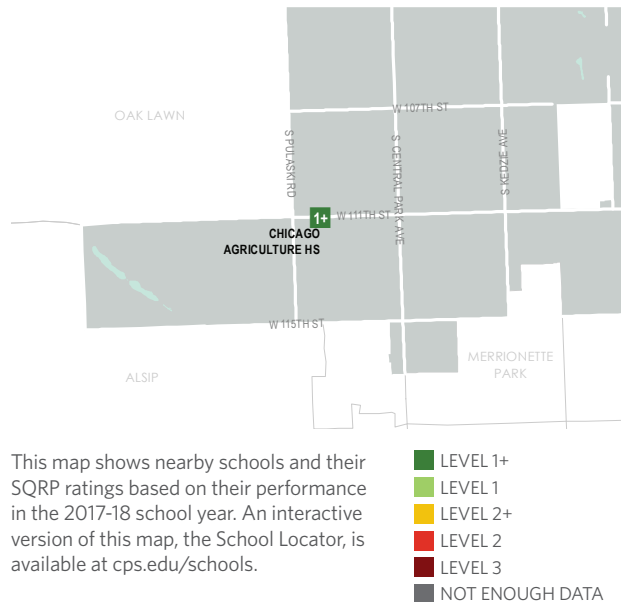 OAK LAWN
W 107TH ST
S PULASKI RD
S CENTRAL PARK AVE
S KEDZIE AVE
1+
W 111TH ST
CHICAGO
AGRICULTURE HS
W 115TH ST
ALSIP
MERRIONETTE
PARK
This map shows nearby schools and their
SQRP ratings based on their performance
in the 2017-18 school year. An interactive
version of this map, the School Locator, is
available at cps.edu/schools.
LEVEL 1+
LEVEL 1
LEVEL 2+
LEVEL 2
LEVEL 3
NOT ENOUGH DATA